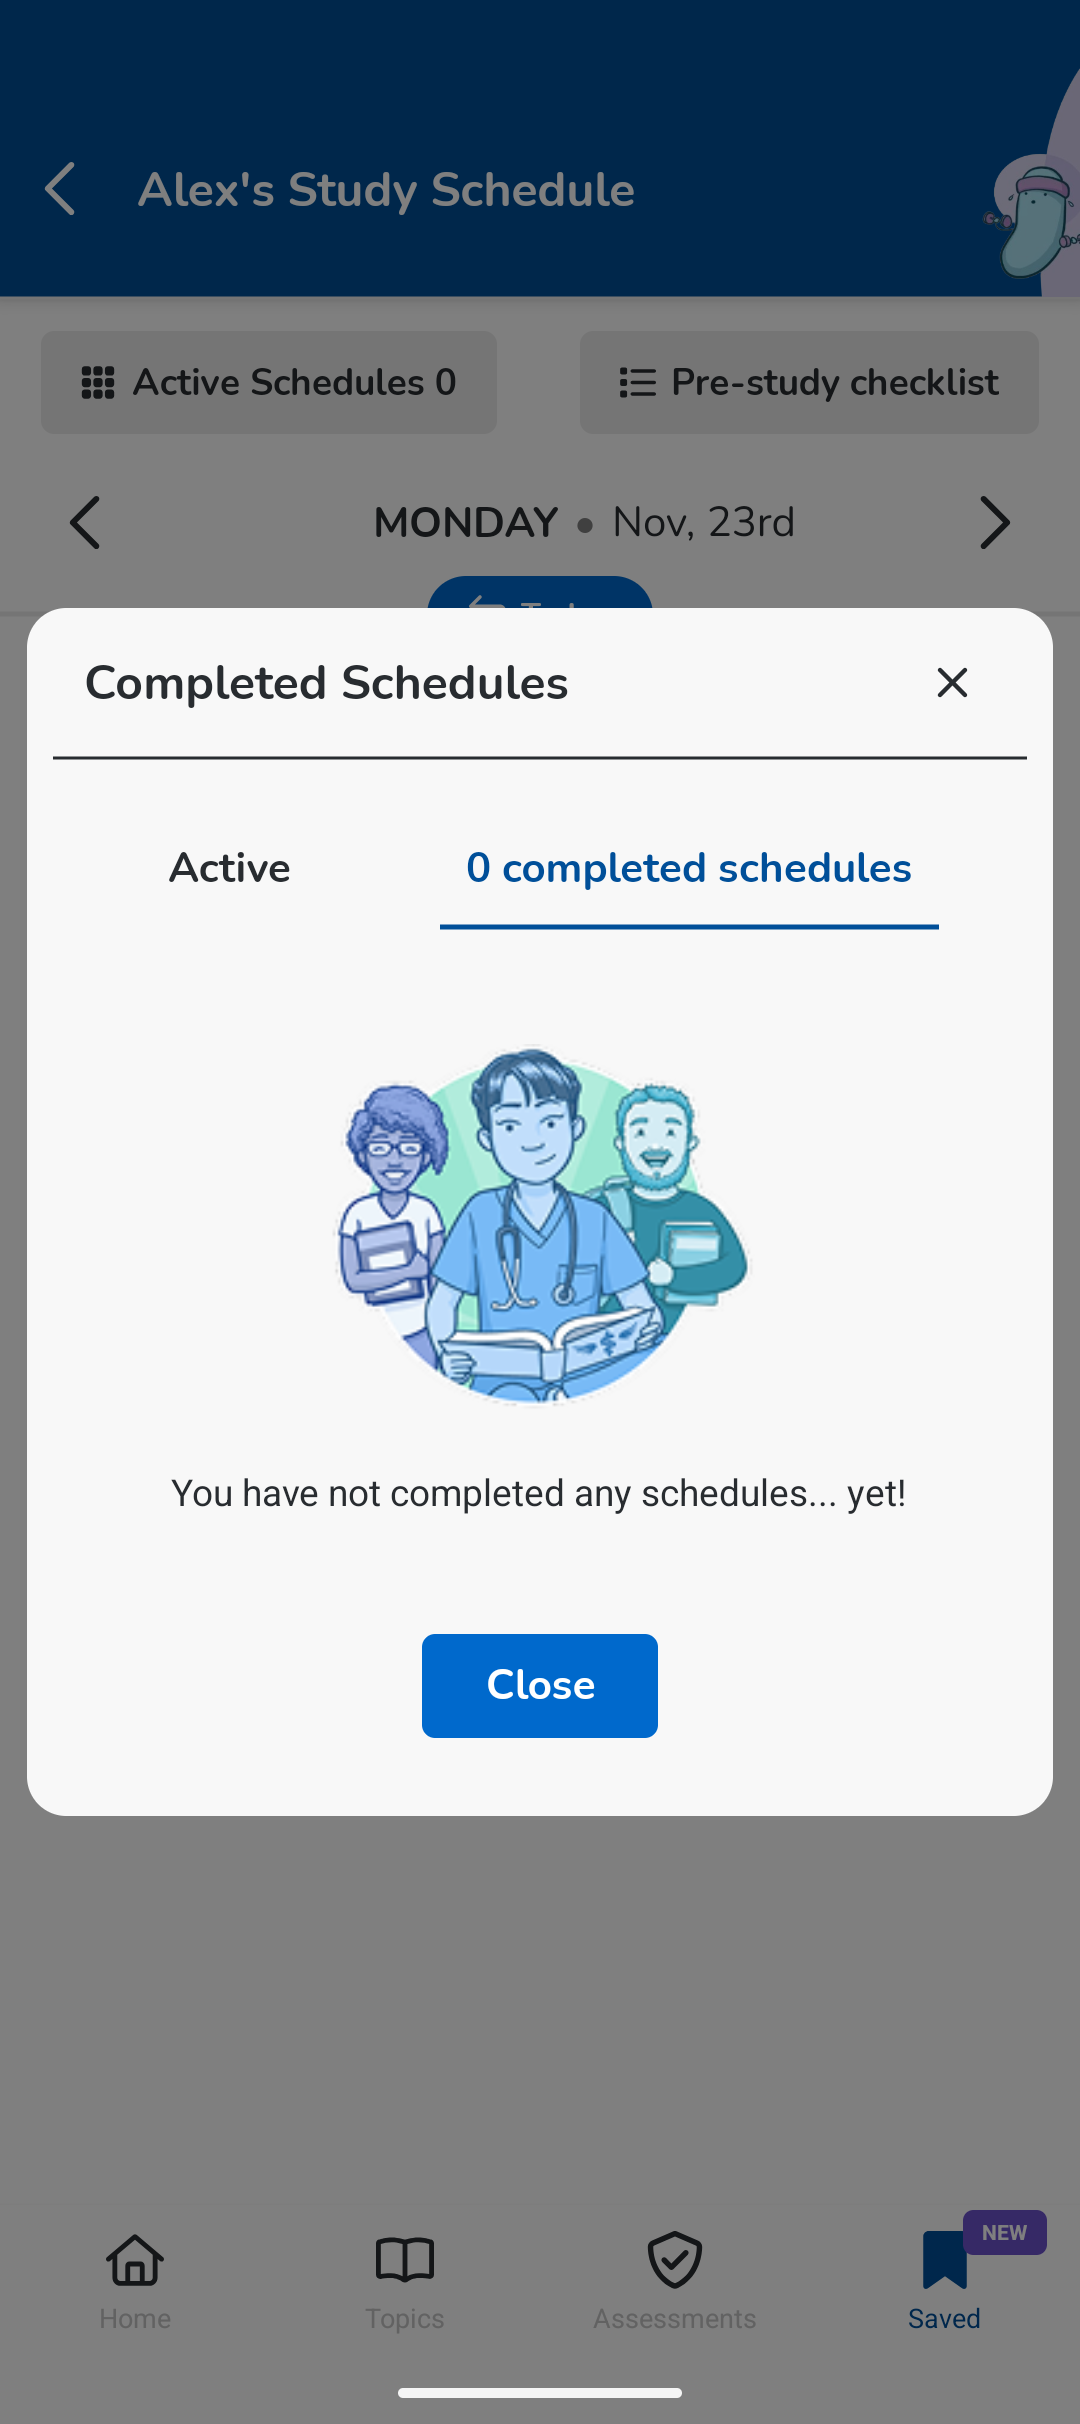 Alex's Study Schedule
Active Schedules 0
Pre-study checklist
MONDAY • Nov, 23rd
Completed Schedules
Active
0 completed schedules
You have not completed any schedules... yet!
Close
NEW
Home
Topics
Assessments
Saved